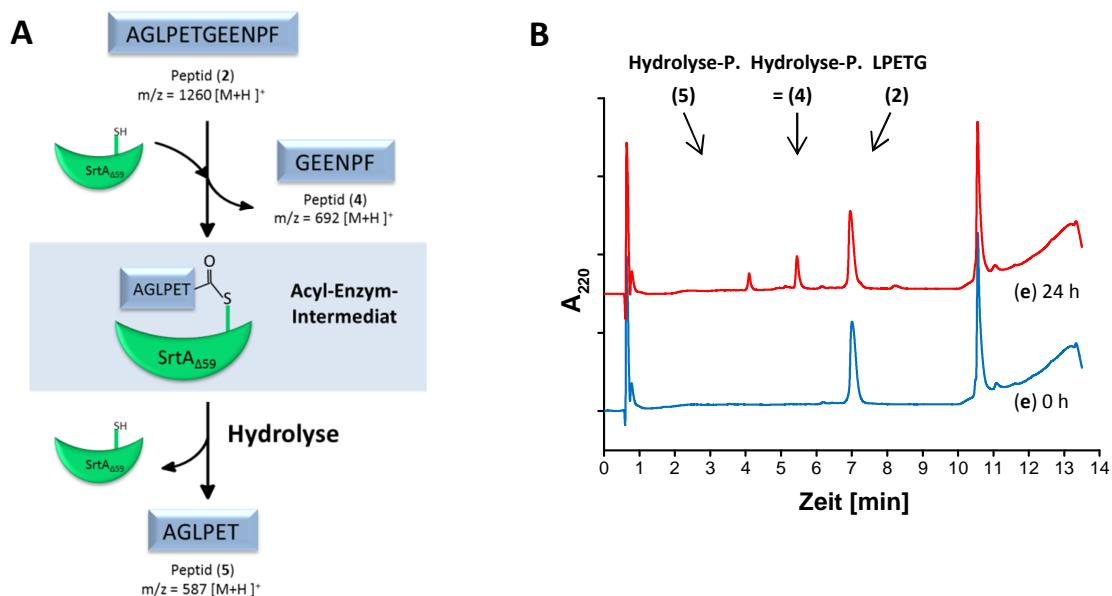 A
AGLPETGEENPF
Peptid (2)
m/z = 1260 [M+H ]⁺
SH
SrtAΔ59
GEENPF
Peptid (4)
m/z = 692 [M+H ]⁺
O
AGLPET
S
Acyl-Enzym-
Intermediat
SrtAΔ59
SH
SrtAΔ59
Hydrolyse
AGLPET
Peptid (5)
m/z = 587 [M+H ]⁺
B
Hydrolyse-P. Hydrolyse-P. LPETG
(5) = (4) (2)
A220
(e) 24 h
(e) 0 h
0 1 2 3 4 5 6 7 8 9 10 11 12 13 14
Zeit [min]